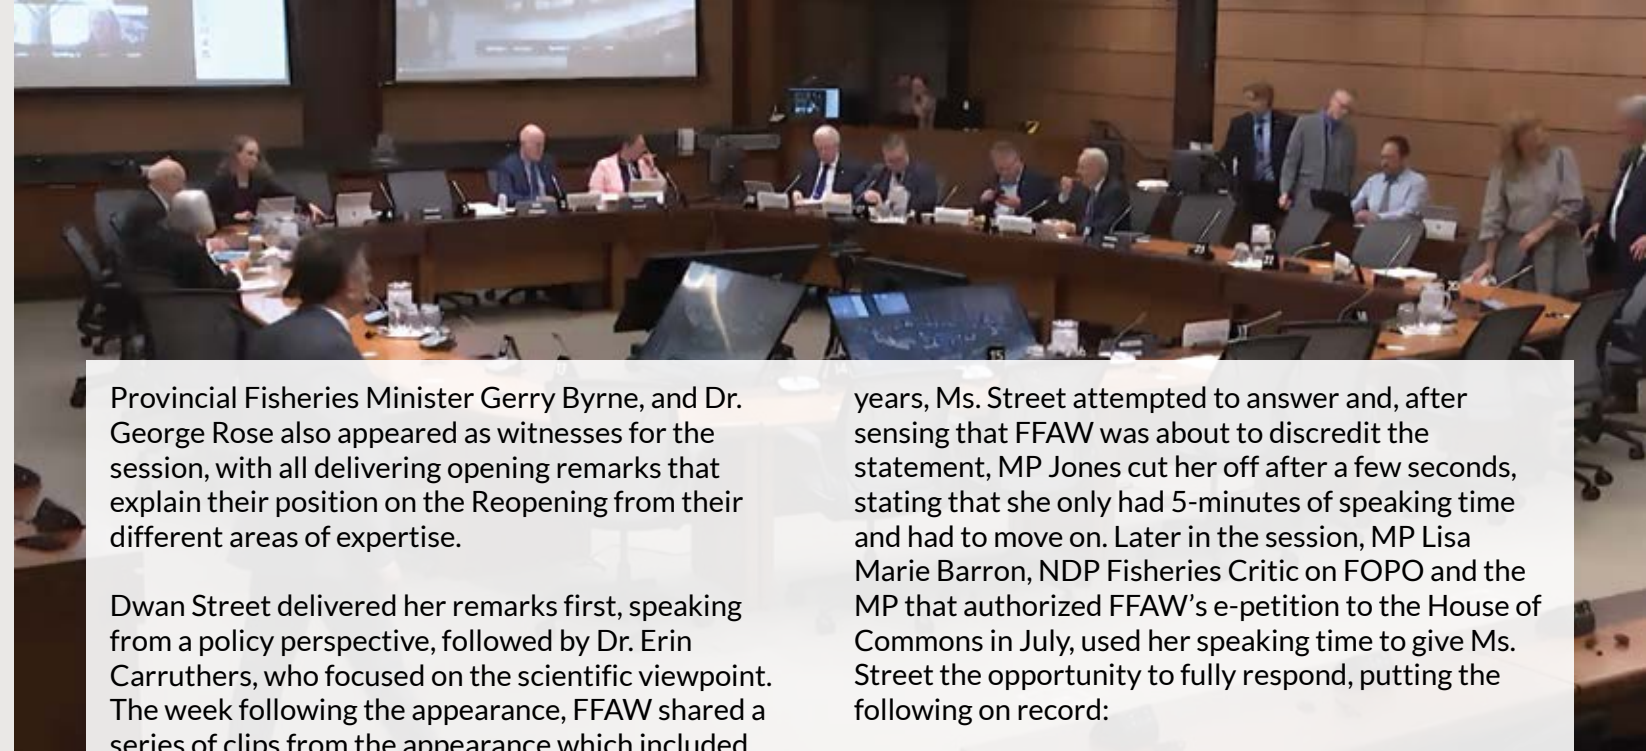 Provincial Fisheries Minister Gerry Byrne, and Dr.
George Rose also appeared as witnesses for the
session, with all delivering opening remarks that
explain their position on the Reopening from their
different areas of expertise.
Dwan Street delivered her remarks first, speaking
from a policy perspective, followed by Dr. Erin
Carruthers, who focused on the scientific viewpoint.
The week following the appearance, FFAW shared a
series of clips from the appearance which included
years, Ms. Street attempted to answer and, after
sensing that FFAW was about to discredit the
statement, MP Jones cut her off after a few seconds,
stating that she only had 5-minutes of speaking time
and had to move on. Later in the session, MP Lisa
Marie Barron, NDP Fisheries Critic on FOPO and the
MP that authorized FFAW’s e-petition to the House of
Commons in July, used her speaking time to give Ms.
Street the opportunity to fully respond, putting the
following on record: